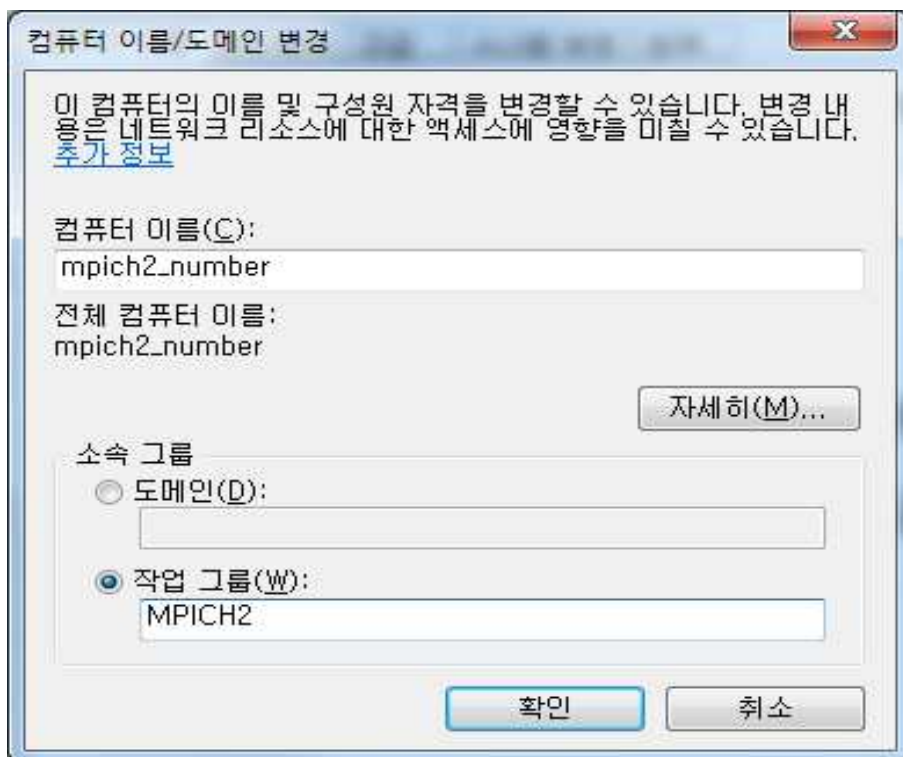 컴퓨터 이름/도메인 변경
이 컴퓨터의 이름 및 구성원 자격을 변경할 수 있습니다. 변경 내
용은 네트워크 리소스에 대한 액세스에 영향을 미칠 수 있습니다.
추가 정보
컴퓨터 이름(C):
mpich2_number
전체 컴퓨터 이름:
mpich2_number
자세히(M)...
소속 그룹
도메인(D):
작업 그룹(W):
MPICH2
확인
취소